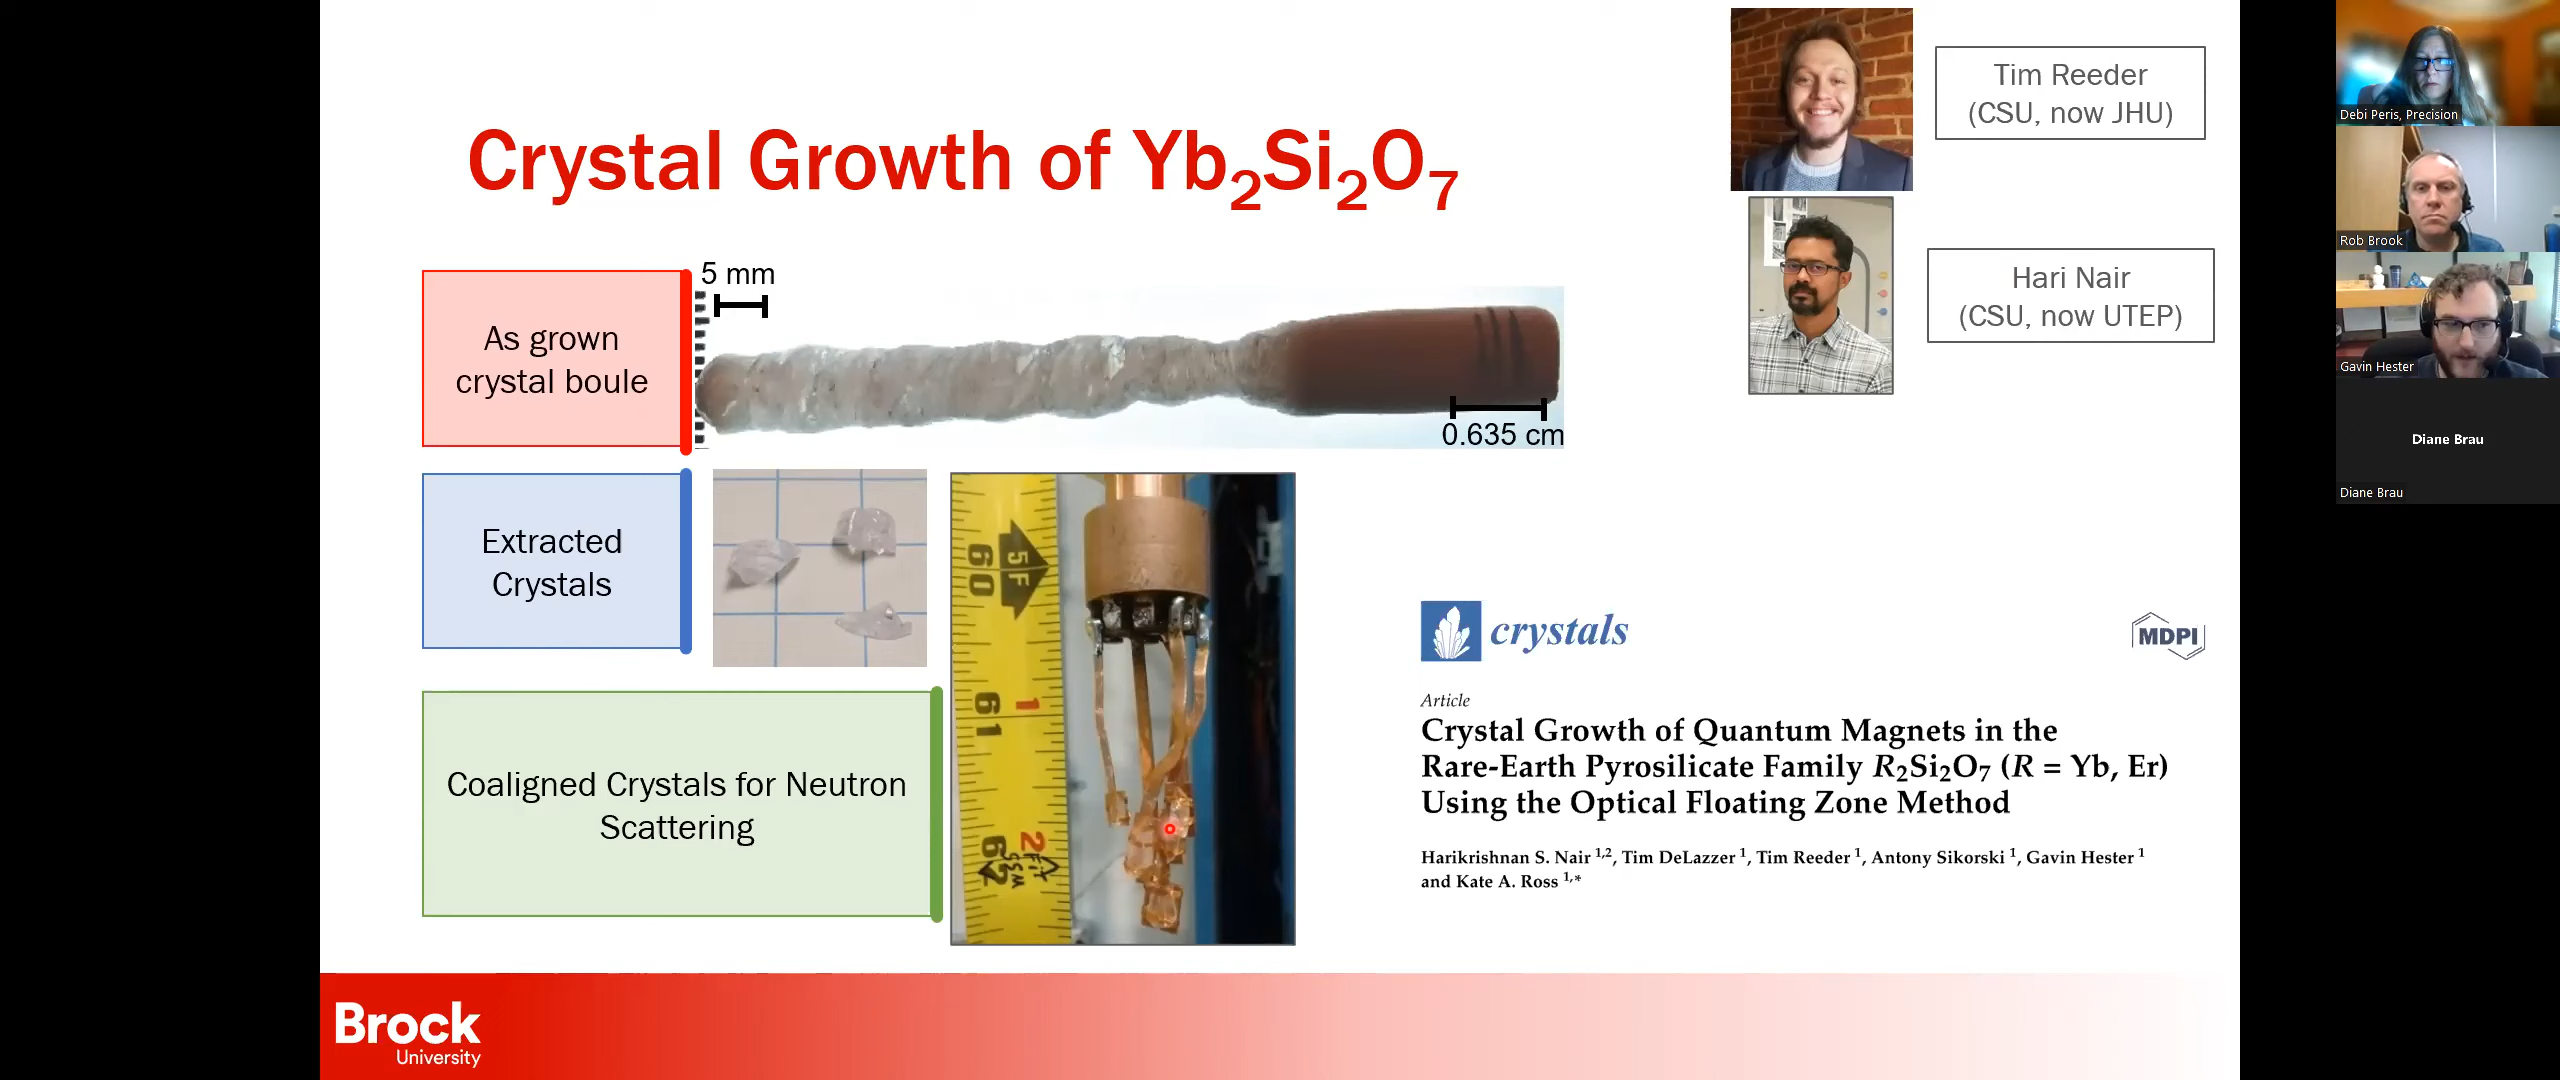 Crystal Growth of Yb2Si2O7
Tim Reeder
(CSU, now JHU)
Hari Nair
(CSU, now UTEP)
As grown
crystal boule
5 mm
0.635 cm
Extracted
Crystals
Coaligned Crystals for Neutron
Scattering
5F
60
1
61
2
62
crystals
MDPI
Article
Crystal Growth of Quantum Magnets in the
Rare-Earth Pyrosilicate Family R2Si2O7 (R = Yb, Er)
Using the Optical Floating Zone Method
Harikrishnan S. Nair 1,2, Tim DeLazzer 1, Tim Reeder 1, Antony Sikorski 1, Gavin Hester 1
and Kate A. Ross 1,*
Brock
University
Debi Peris, Precision
Rob Brook
Gavin Hester
Diane Brau
Diane Brau